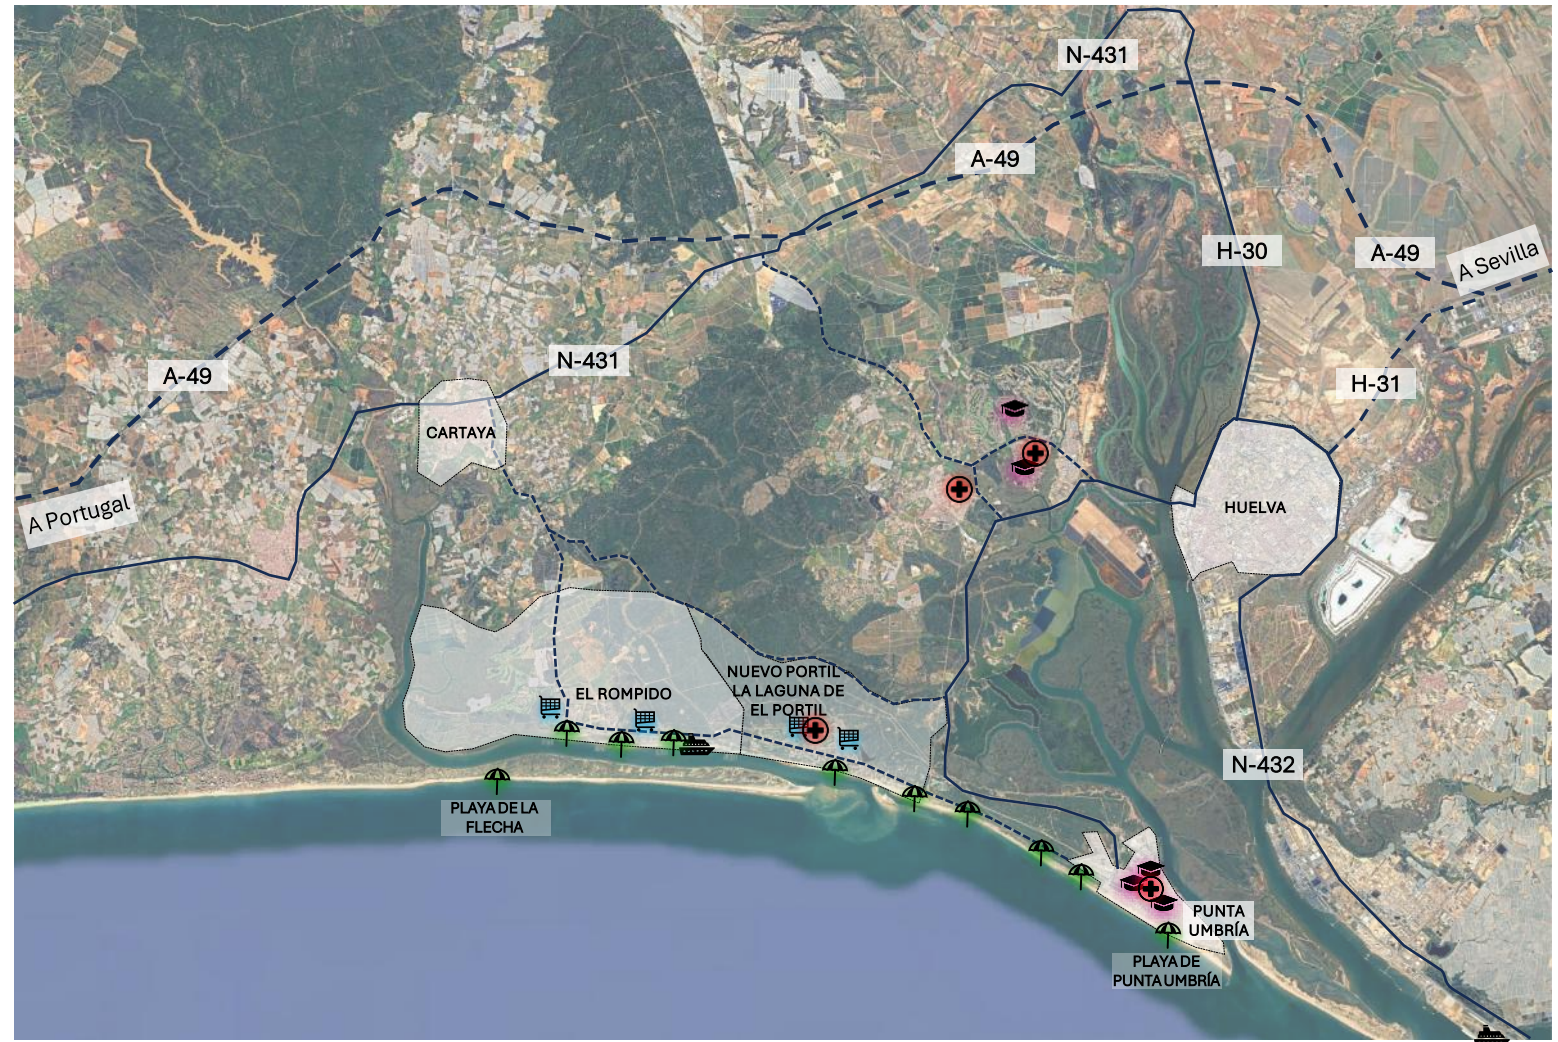 N-431
A-49
H-30
A-49
A Sevilla
N-431
A-49
H-31
CARTAYA
A Portugal
HUELVA
NUEVO PORTIL-
LA LAGUNA DE
EL PORTIL
EL ROMPIDO
N-432
PLAYA DE LA
FLECHA
PUNTA
UMBRÍA
PLAYA DE
PUNTA UMBRÍA